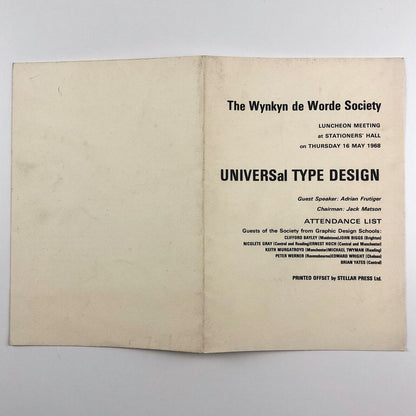 The Wynkyn de Worde Society
LUNCHEON MEETING
at STATIONERS' HALL
on THURSDAY 16 MAY 1968
UNIVERSal TYPE DESIGN
Guest Speaker: Adrian Frutiger
Chairman: Jack Matson
ATTENDANCE LIST
Guests of the Society from Graphic Design Schools:
CLIFFORD BAYLEY (Maidstone) JOHN BIGGS (Brighton)
NICOLETE GRAY (Central and Reading) ERNEST HOCH (Central and Manchester)
KEITH MURGATROYD (Manchester) MICHAEL TWYMAN (Reading)
PETER WERNER (Ravensbourne) EDWARD WRIGHT (Chelsea)
BRIAN YATES (Central)
PRINTED OFFSET by STELLAR PRESS Ltd.